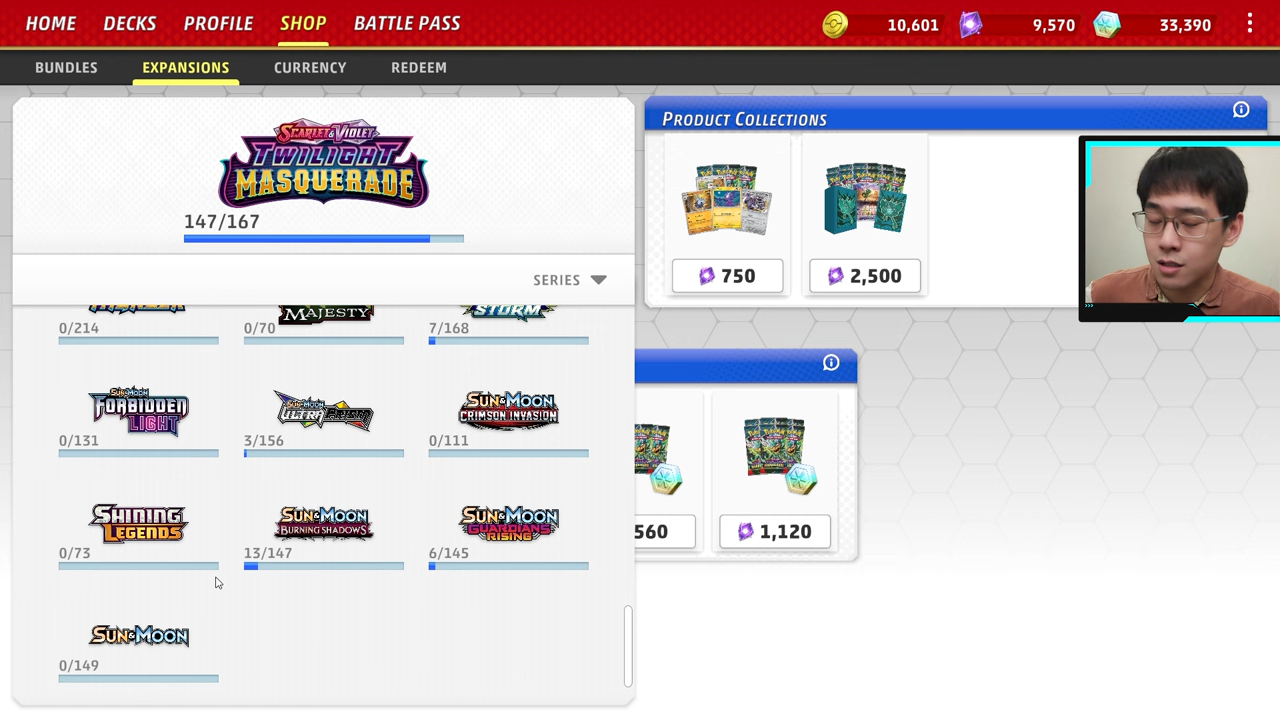 HOME DECKS PROFILE SHOP BATTLE PASS 10,601 9,570 33,390
BUNDLES EXPANSIONS CURRENCY REDEEM
SCARLET & VIOLET
TWILIGHT
MASQUERADE
147/167
SERIES
PRODUCT COLLECTIONS
750 2,500
MAJESTY STORM
0/214 0/70 7/168
SUN & MOON
FORBIDDEN
LIGHT
SUN & MOON
ULTRA PRISM
SUN & MOON
CRIMSON INVASION
0/131 3/156 0/111
SHINING
LEGENDS
SUN & MOON
BURNING SHADOWS
SUN & MOON
GUARDIANS
RISING
0/73 13/147 6/145
SUN & MOON
0/149
560 1,120